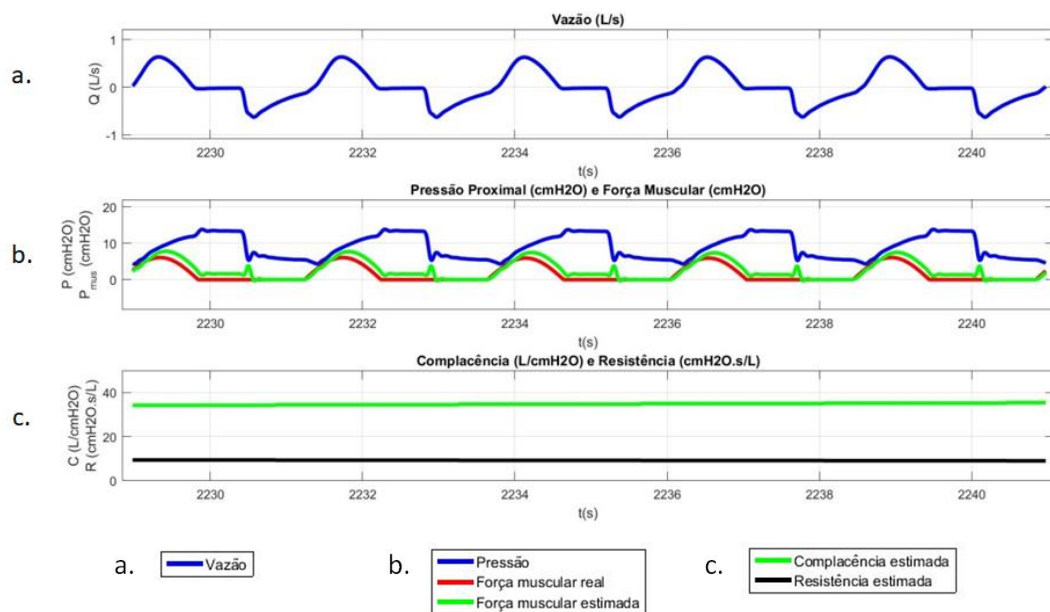 Vazão (L/s)
a.
Q (L/s)
1
0
-1
2230 2232 2234 2236 2238 2240
t(s)
Pressão Proximal (cmH2O) e Força Muscular (cmH2O)
b.
P (cmH2O)
Pmus (cmH2O)
20
10
0
2230 2232 2234 2236 2238 2240
t(s)
Complacência (L/cmH2O) e Resistência (cmH2O.s/L)
c.
C (L/cmH2O)
R (cmH2O.s/L)
40
20
0
2230 2232 2234 2236 2238 2240
t(s)
a. Vazão
b. Pressão
Força muscular real
Força muscular estimada
c. Complacência estimada
Resistência estimada